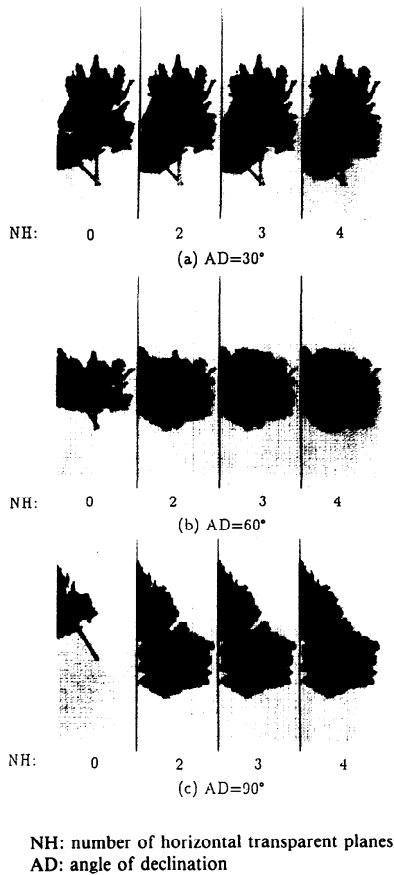 NH: 0 2 3 4
(a) AD=30°
NH: 0 2 3 4
(b) AD=60°
NH: 0 2 3 4
(c) AD=90°
NH: number of horizontal transparent planes
AD: angle of declination